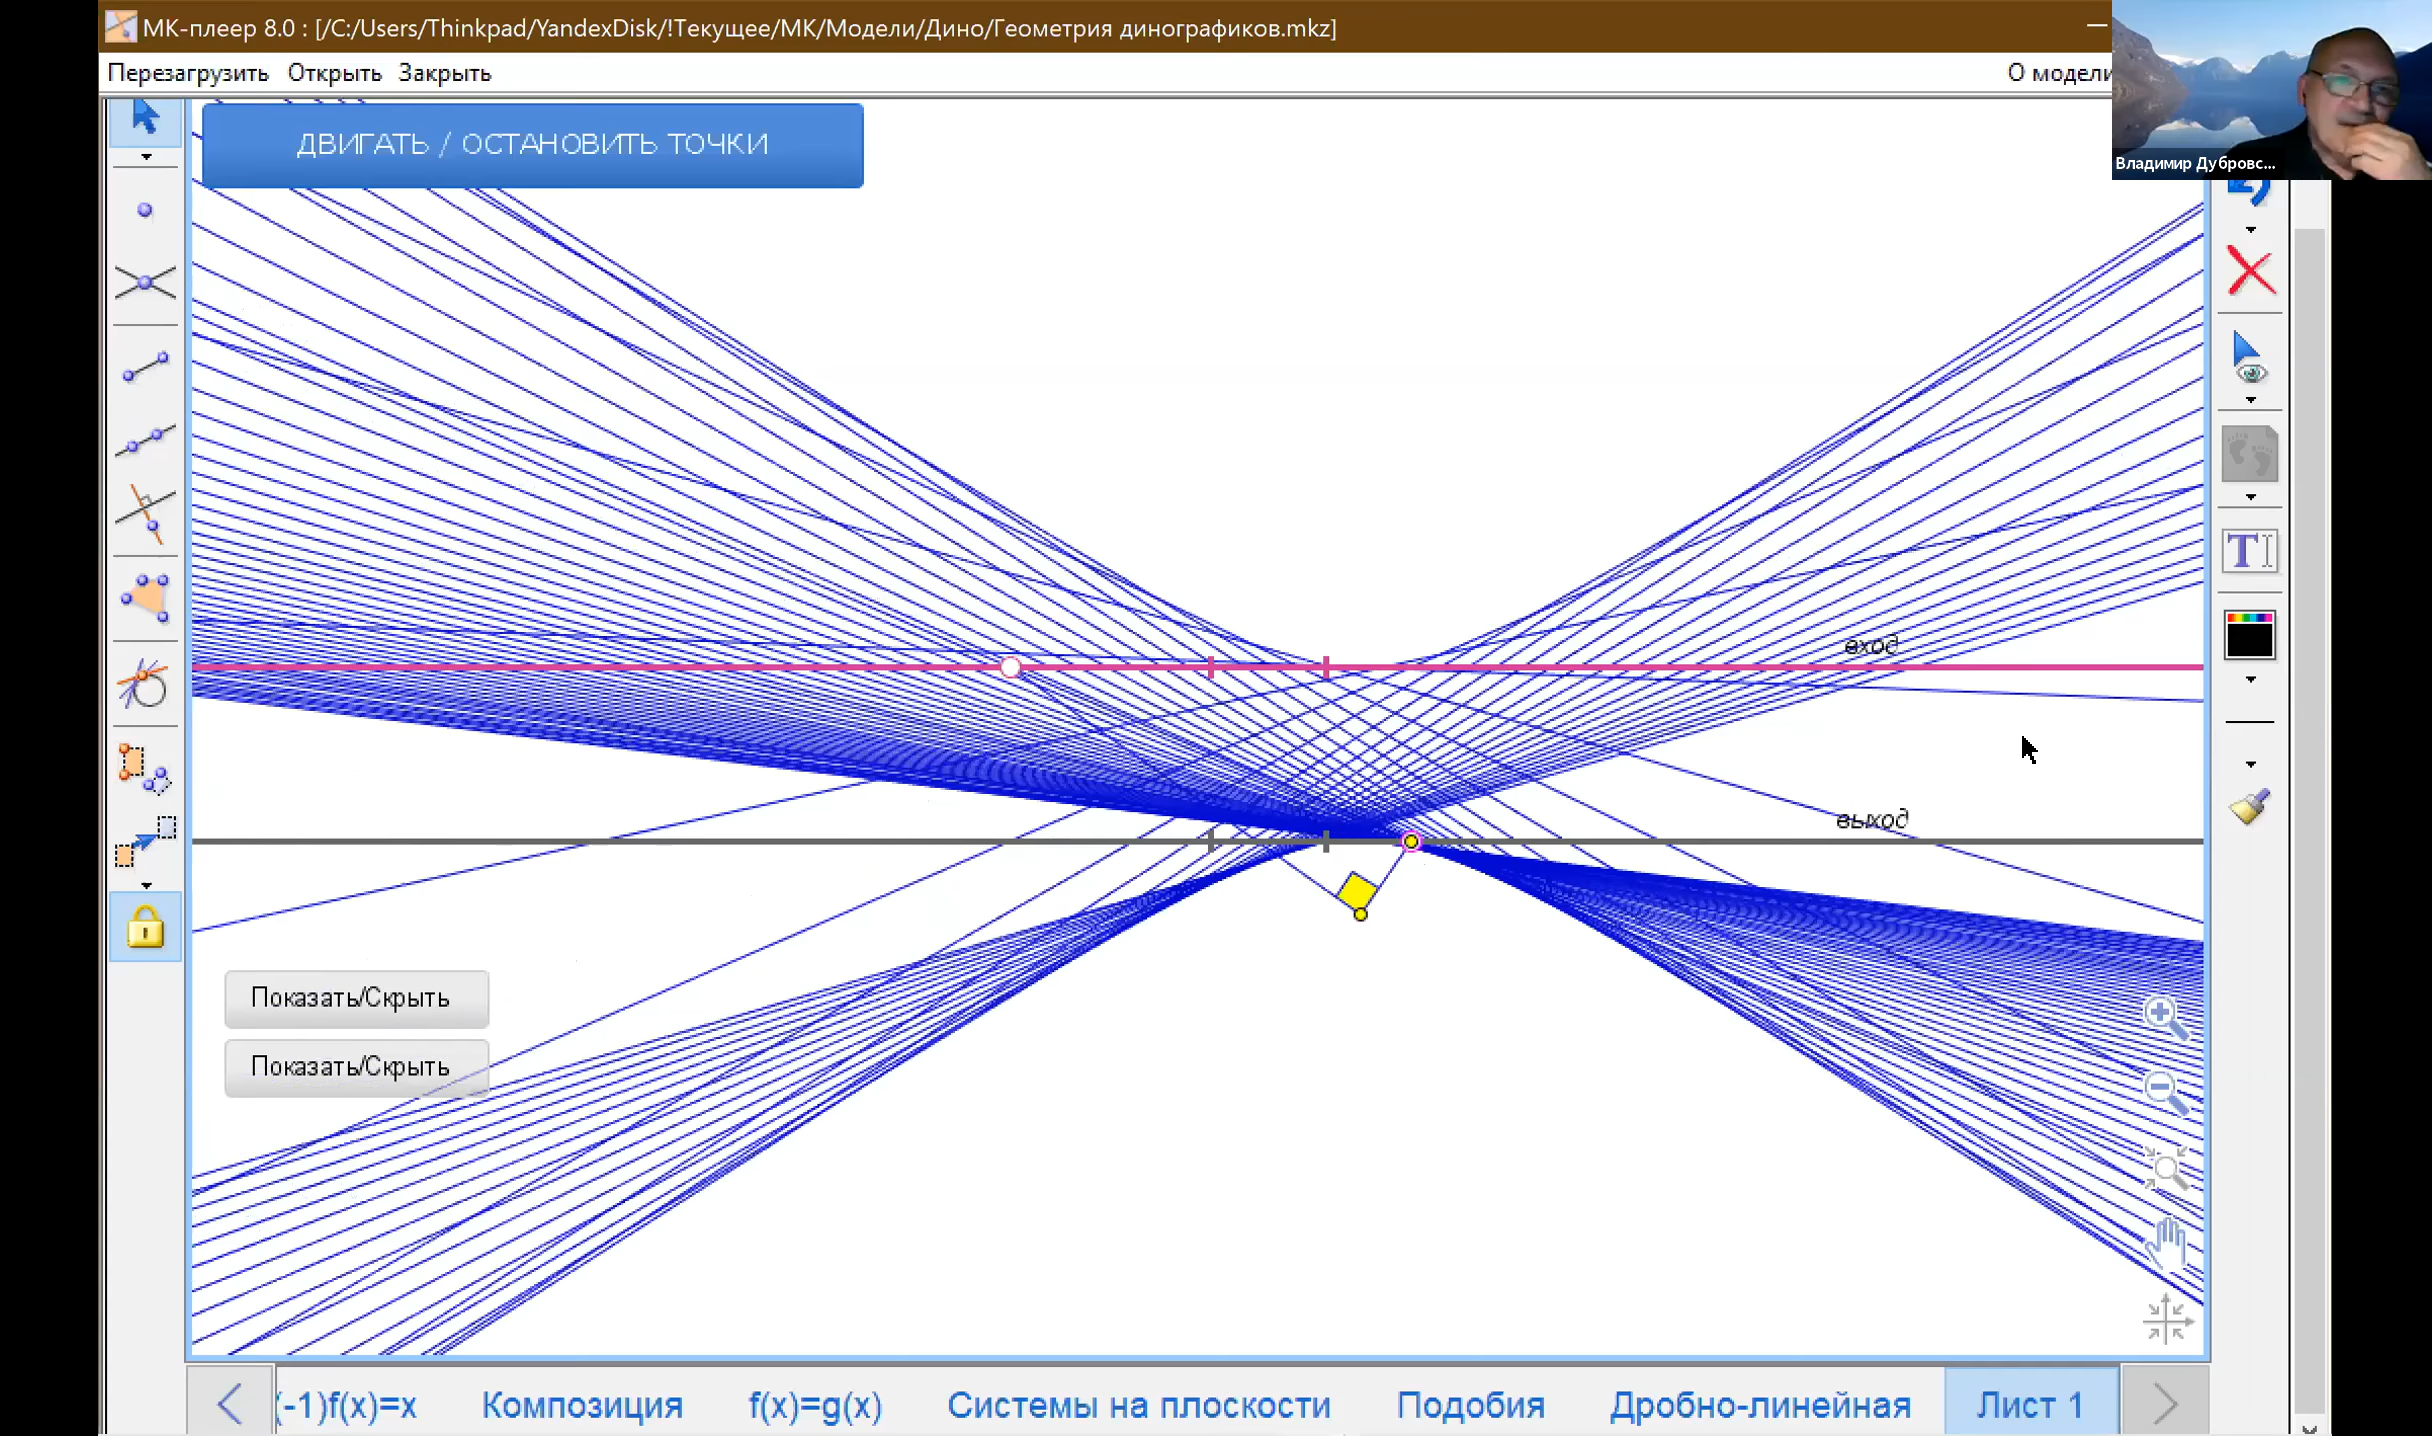 МК-плеер 8.0 : [/C:/Users/Thinkpad/YandexDisk/!Текущее/МК/Модели/Дино/Геометрия динографиков.mkz]
Перезагрузить Открыть Закрыть
О модели
Владимир Дубровс...
ДВИГАТЬ / ОСТАНОВИТЬ ТОЧКИ
вход
выход
Показать/Скрыть
Показать/Скрыть
(-1)f(x)=x Композиция f(x)=g(x) Системы на плоскости Подобия Дробно-линейная Лист 1